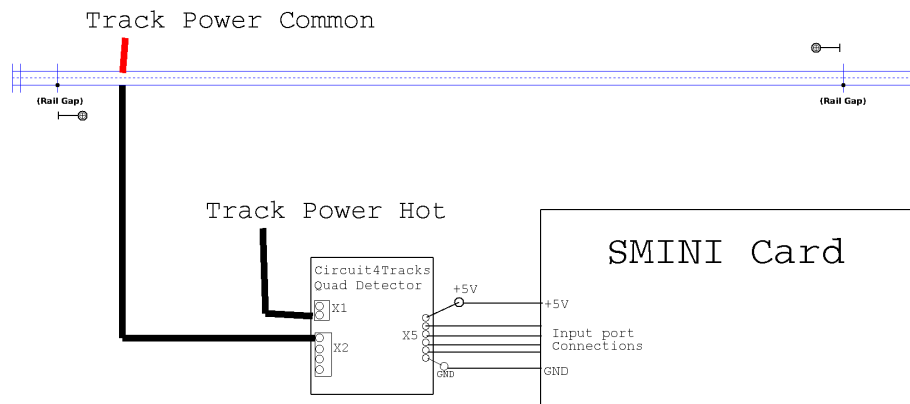 Track Power Common
(Rail Gap)
(Rail Gap)
Track Power Hot
SMINI Card
Circuit4Tracks
Quad Detector
+5V
+5V
X1
X5
Input port
Connections
X2
GND
GND